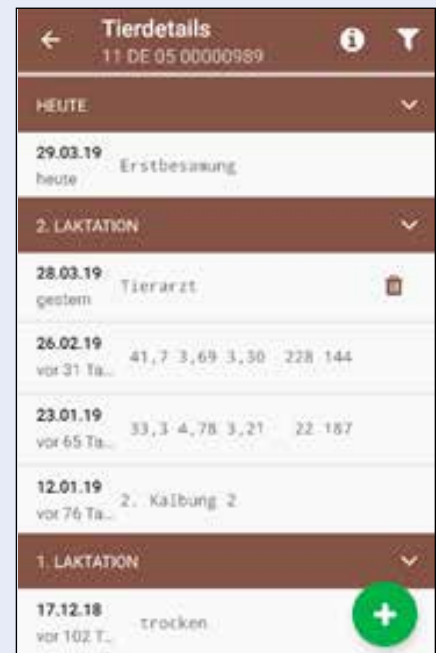 Tierdetails
11 DE 05 00000989
HEUTE
29.03.19
heute
Erstbesamung
2. LAKTATION
28.03.19
gestern
Tierarzt
26.02.19
vor 31 Ta...
41,7 3,69 3,30 228 144
23.01.19
vor 65 Ta...
33,3 4,78 3,21 22 187
12.01.19
vor 76 Ta...
2. Kalbung 2
1. LAKTATION
17.12.18
vor 102 T...
trocken